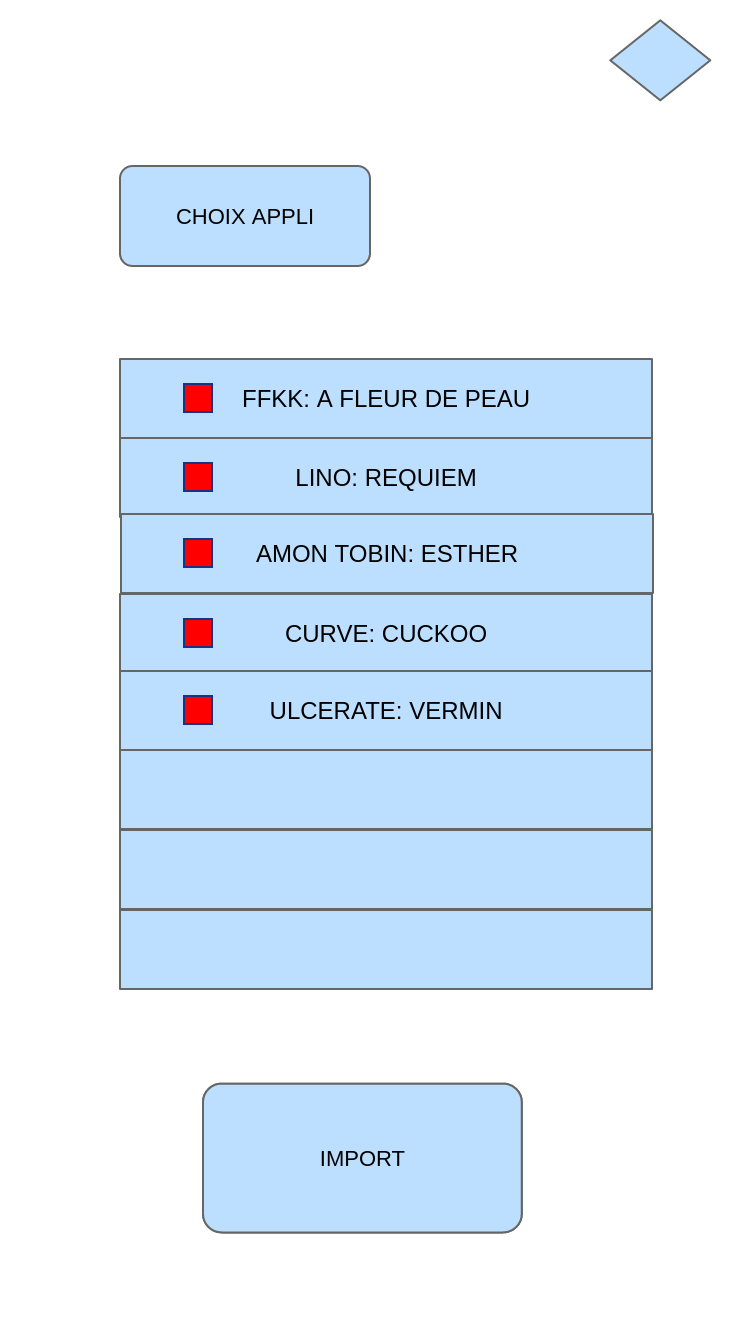 CHOIX APPLI
FFKK: A FLEUR DE PEAU
LINO: REQUIEM
AMON TOBIN: ESTHER
CURVE: CUCKOO
ULCERATE: VERMIN
IMPORT